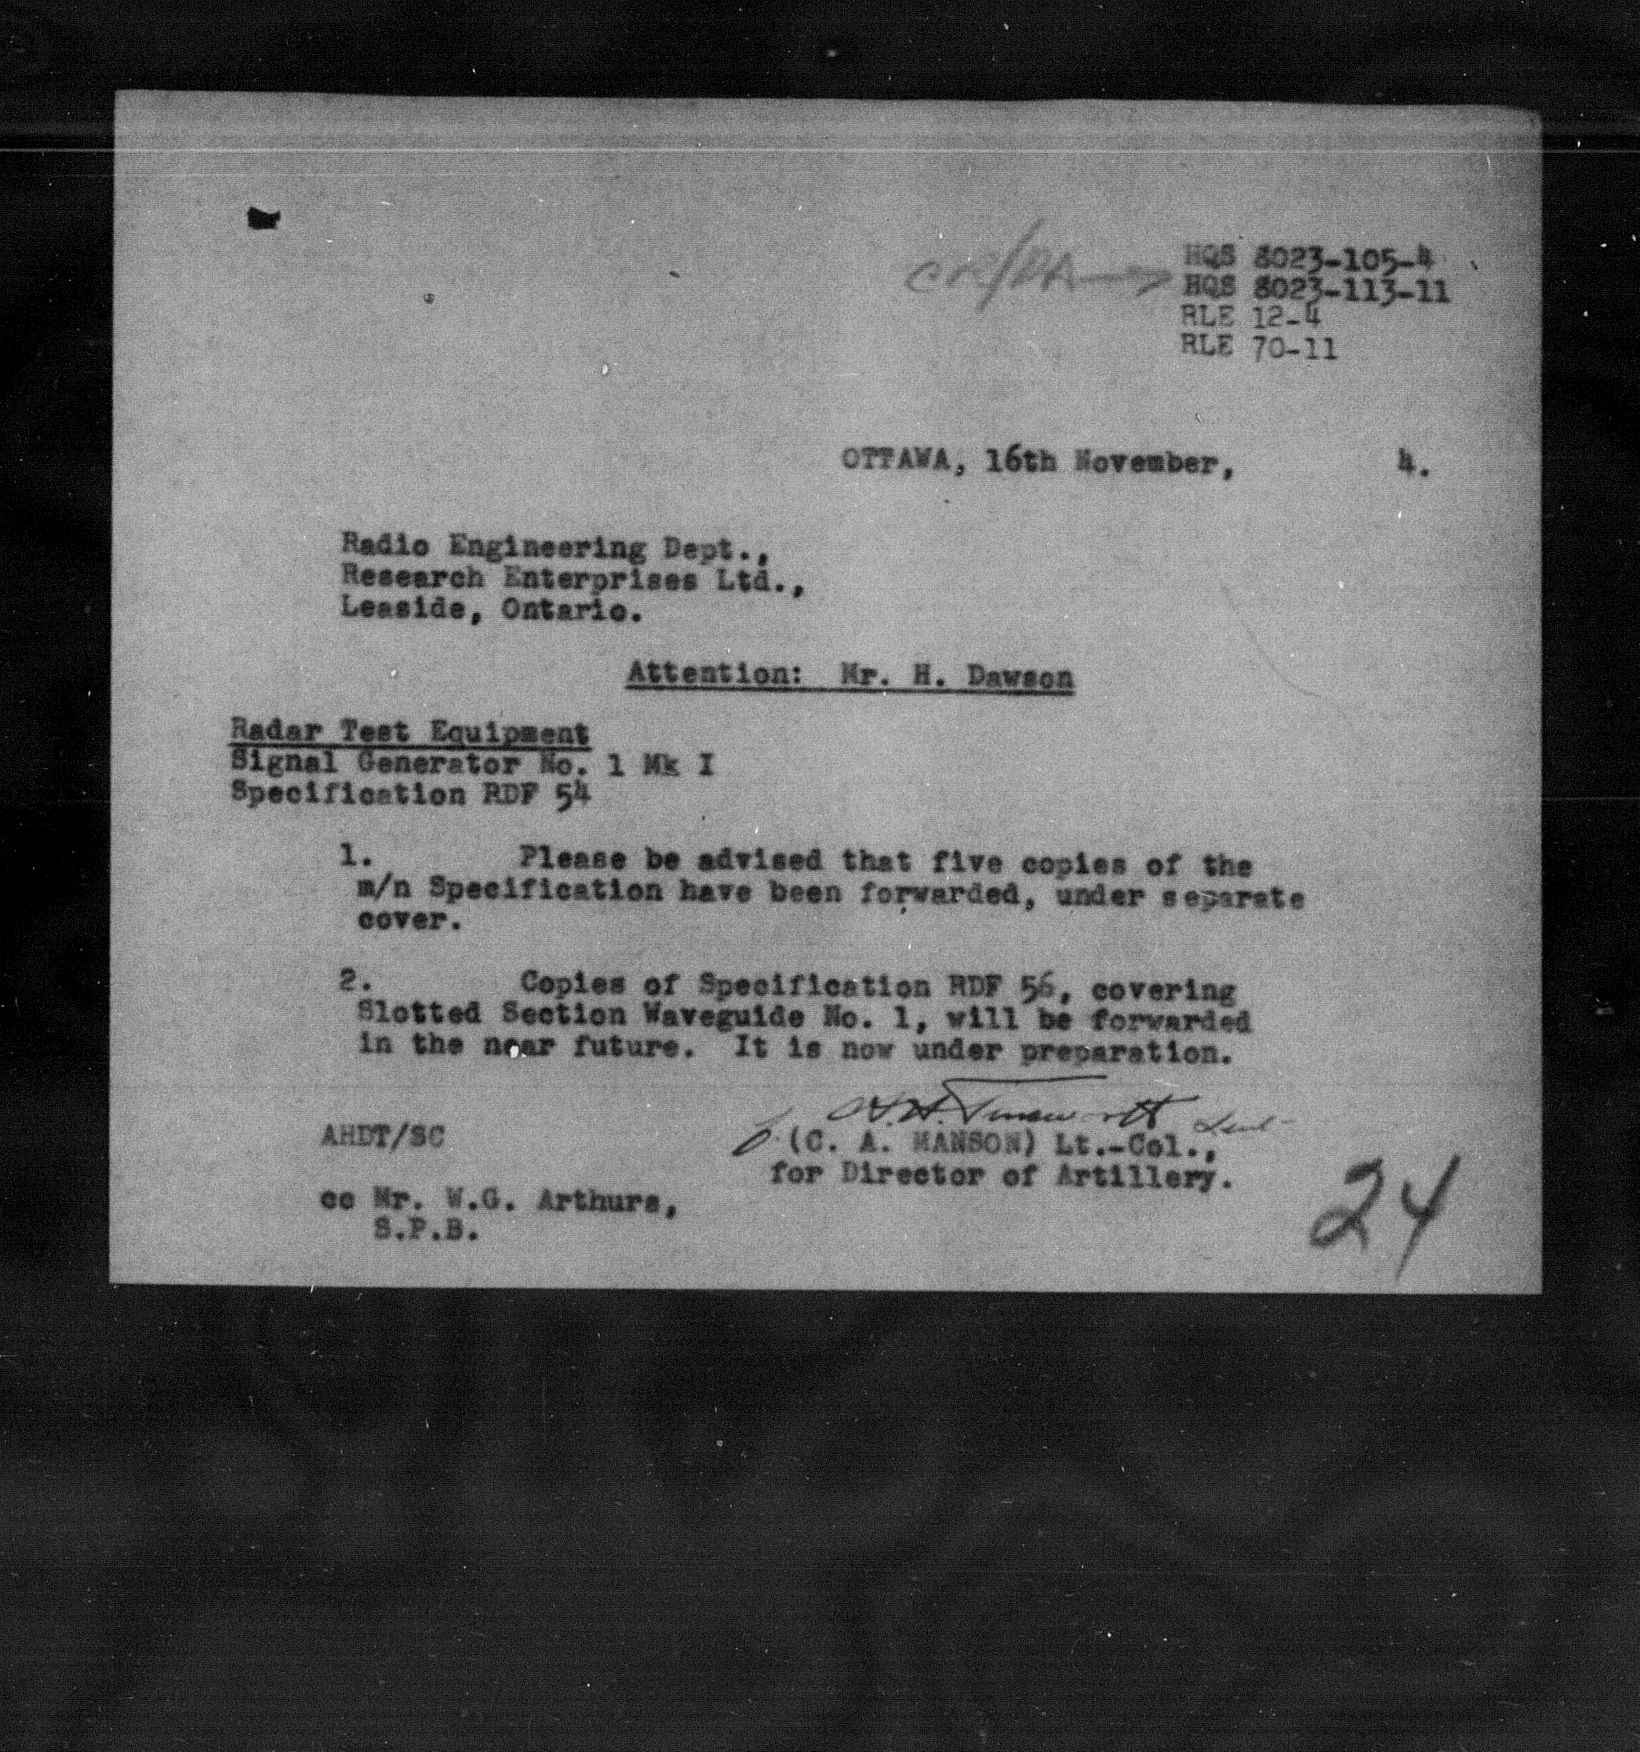 HQS 8023-105-4
HQS 8023-113-11
RLE 12-4
RLE 70-11
OTTAWA, 16th November, 4.
Radio Engineering Dept.,
Research Enterprises Ltd.,
Leaside, Ontario.
Attention: Mr. H. Dawson
Radar Test Equipment
Signal Generator No. 1 Mk I
Specification RDF 54
1. Please be advised that five copies of the
m/n Specification have been forwarded, under separate
cover.
2. Copies of Specification RDF 56, covering
Slotted Section Waveguide No. 1, will be forwarded
in the near future. It is now under preparation.
AHDT/SC
(C. A. MANSON) Lt.-Col.,
for Director of Artillery.
cc Mr. W.G. Arthurs,
S.P.B.
24